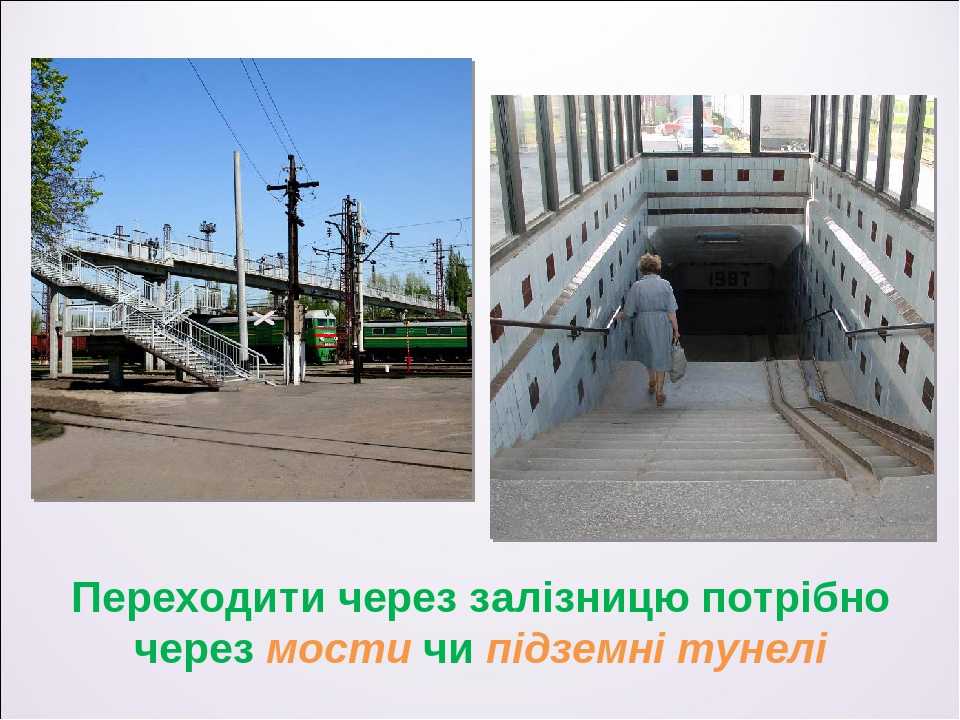 1987
Переходити через залізницю потрібно
через мости чи підземні тунелі